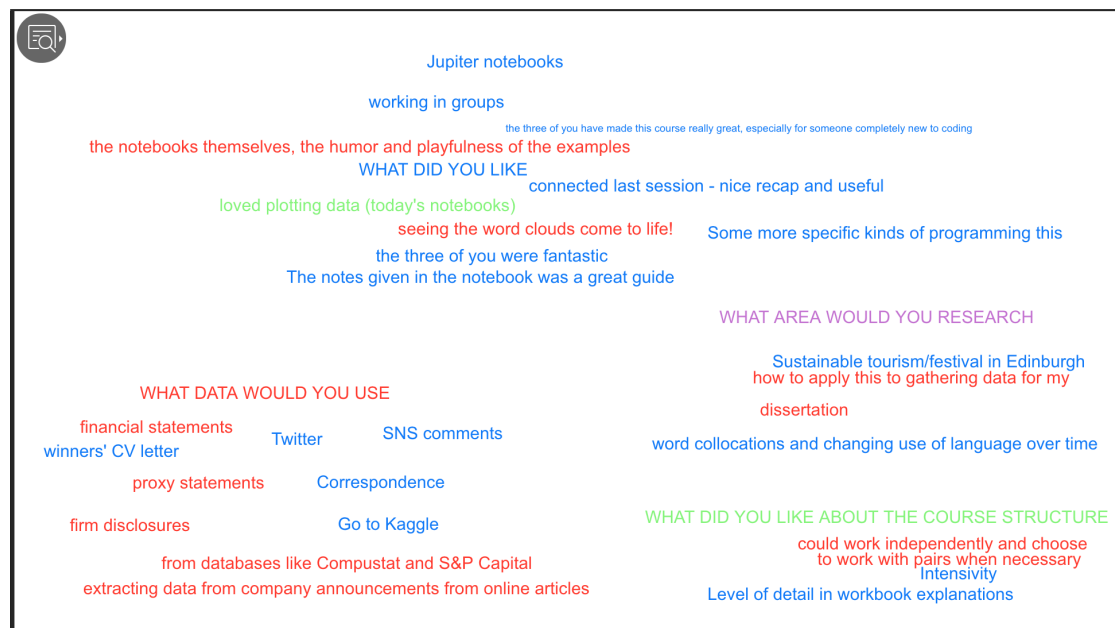 Jupiter notebooks
working in groups
the three of you have made this course really great, especially for someone completely new to coding
the notebooks themselves, the humor and playfulness of the examples
WHAT DID YOU LIKE
connected last session - nice recap and useful
loved plotting data (today's notebooks)
seeing the word clouds come to life!
Some more specific kinds of programming this
the three of you were fantastic
The notes given in the notebook was a great guide
WHAT AREA WOULD YOU RESEARCH
Sustainable tourism/festival in Edinburgh
how to apply this to gathering data for my
dissertation
word collocations and changing use of language over time
WHAT DATA WOULD YOU USE
financial statements
Twitter
SNS comments
winners' CV letter
proxy statements
Correspondence
firm disclosures
Go to Kaggle
from databases like Compustat and S&P Capital
extracting data from company announcements from online articles
WHAT DID YOU LIKE ABOUT THE COURSE STRUCTURE
could work independently and choose
to work with pairs when necessary
Intensivity
Level of detail in workbook explanations